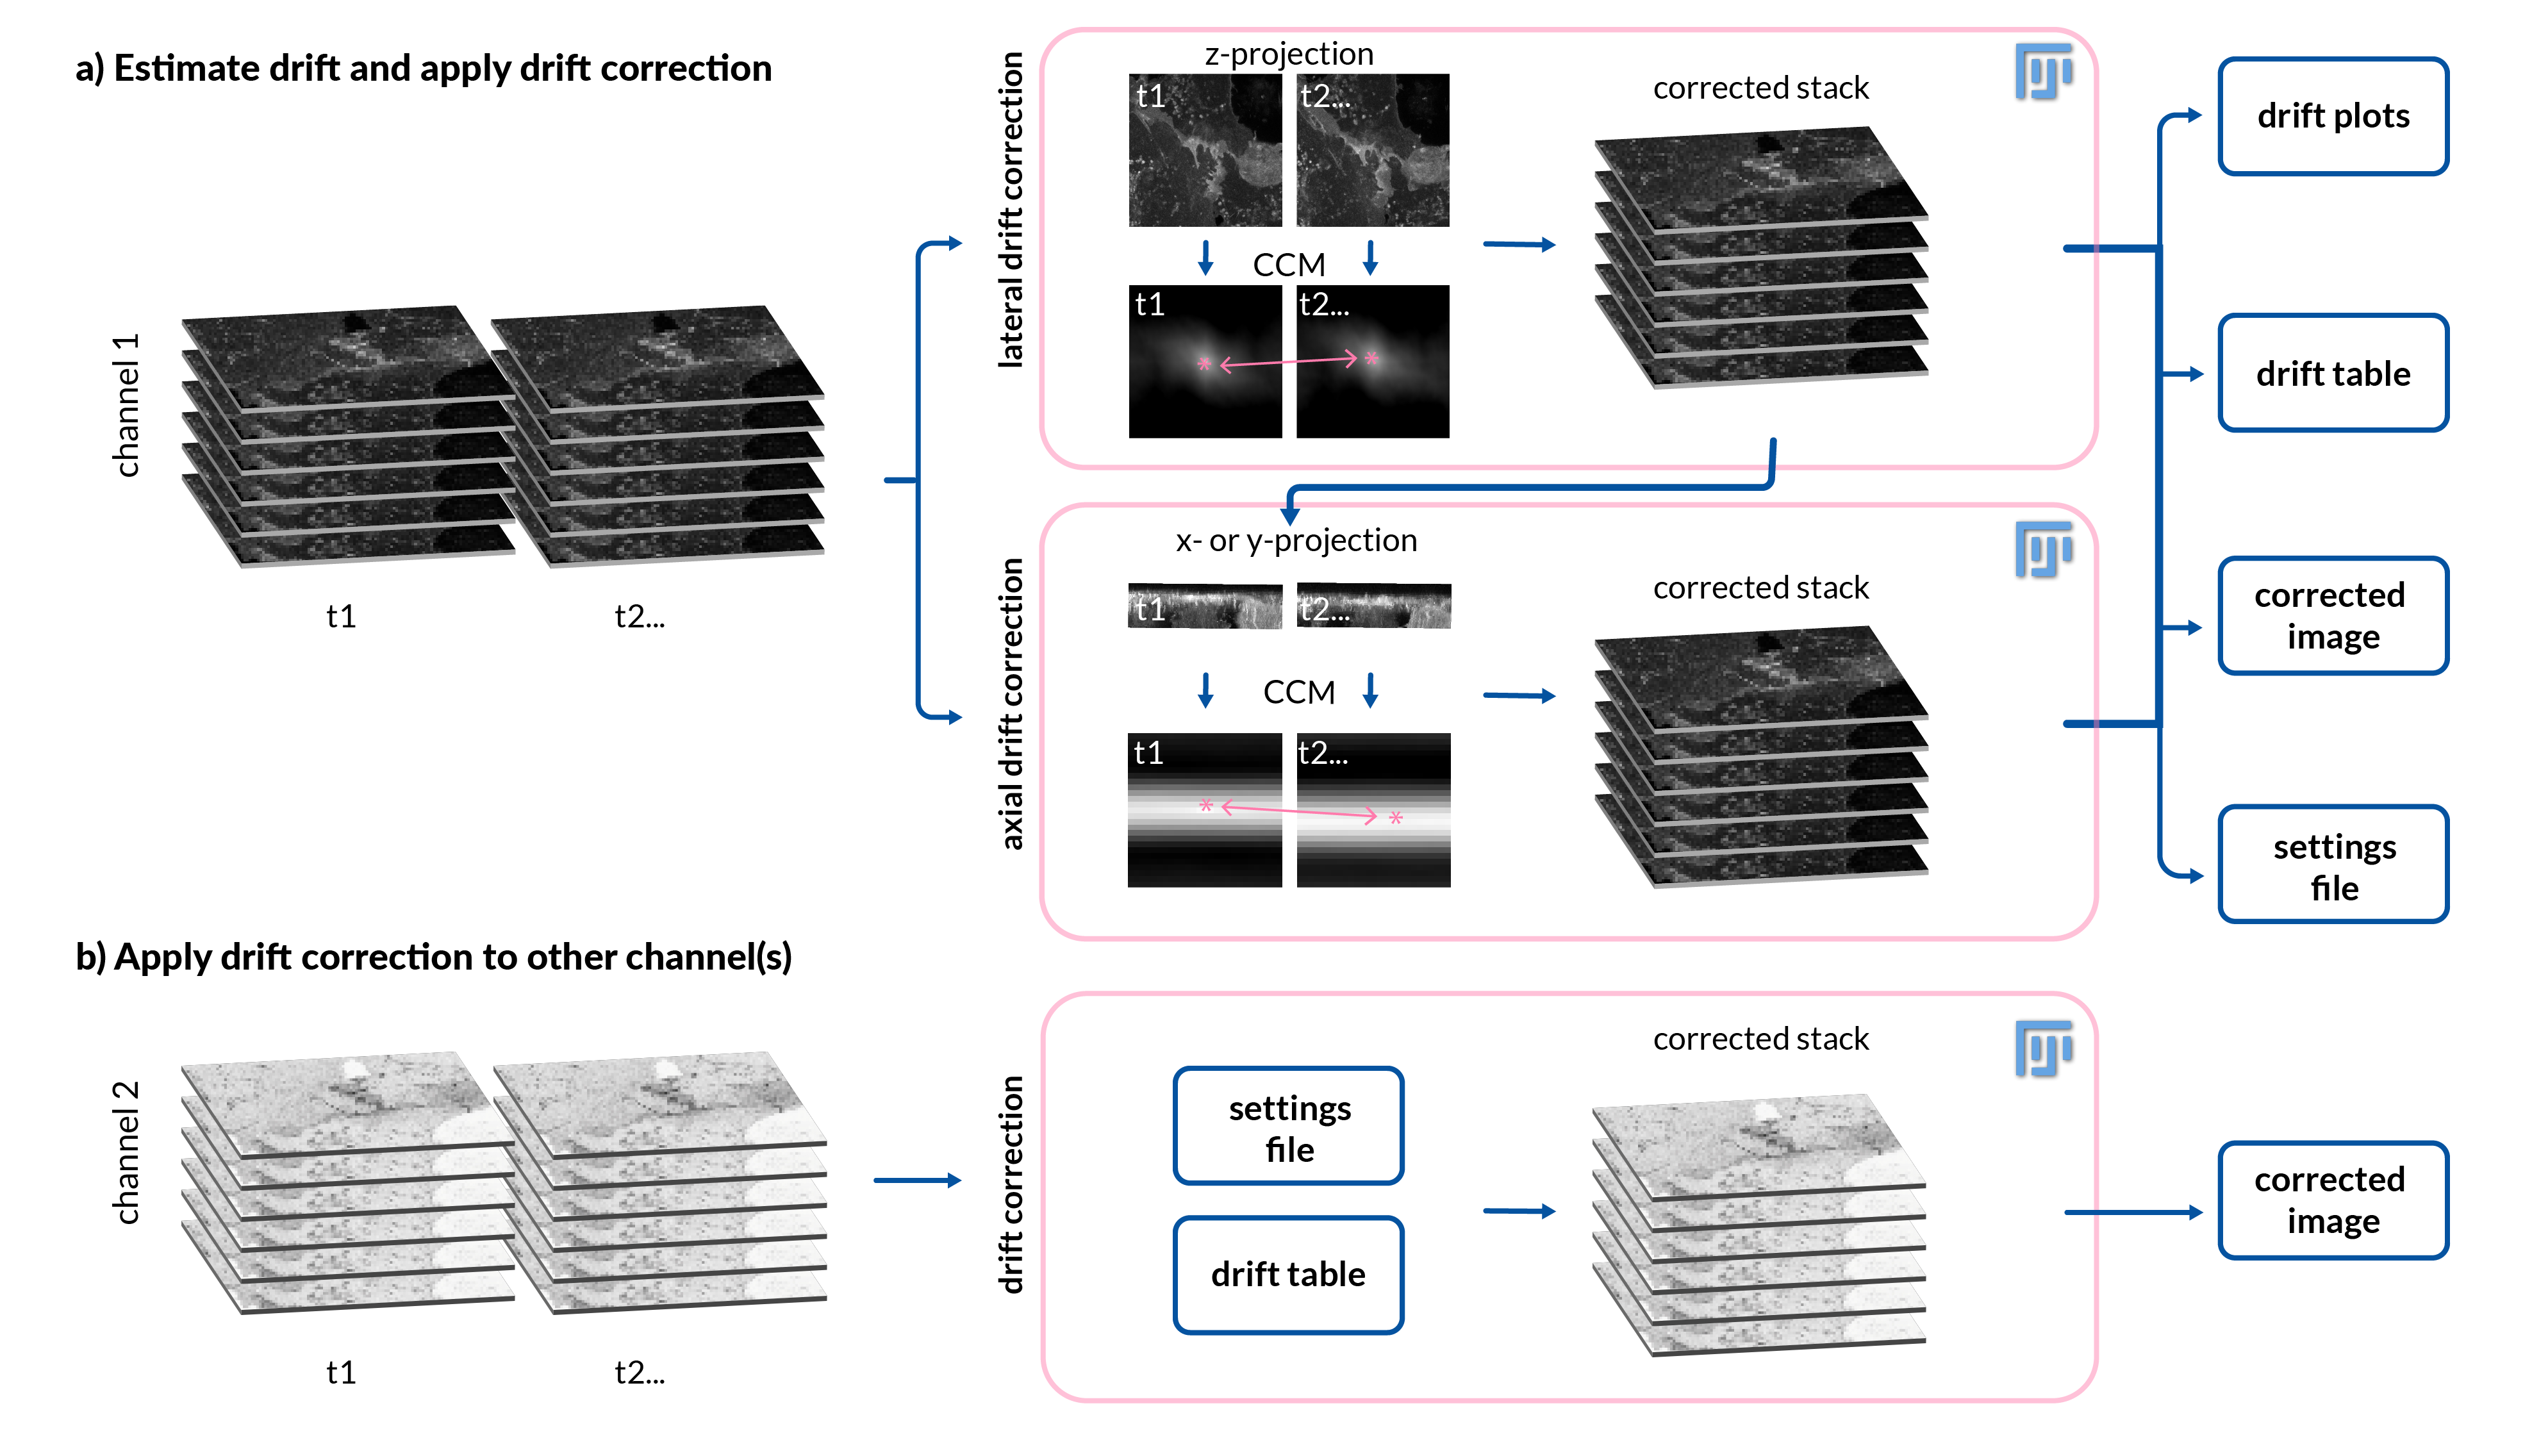 a) Estimate drift and apply drift correction
channel 1
t1
t2...
lateral drift correction
z-projection
t1
t2...
CCM
t1
t2...
corrected stack
axial drift correction
x- or y-projection
t1
t2...
CCM
t1
t2...
corrected stack
drift plots
drift table
corrected
image
settings
file
b) Apply drift correction to other channel(s)
channel 2
t1
t2...
drift correction
settings
file
drift table
corrected stack
corrected
image